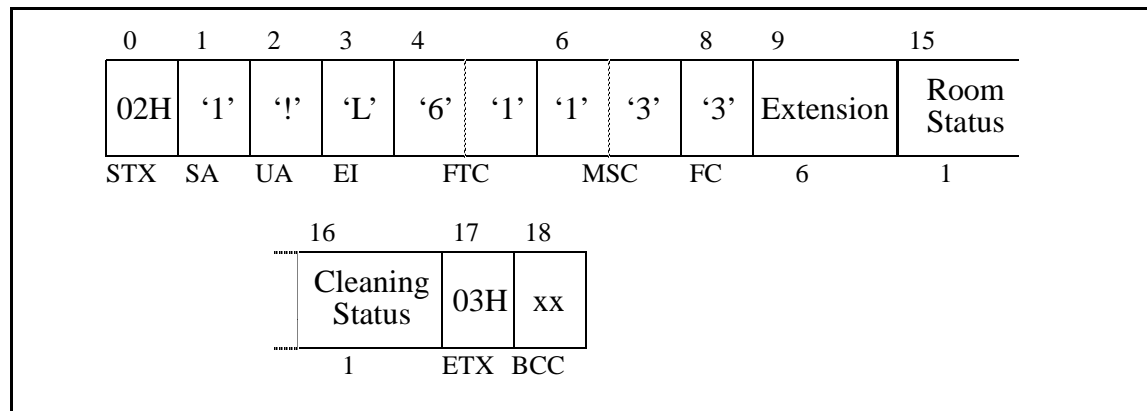 0 1 2 3 4 6 8 9 15
02H ‘1’ ‘!’ ‘L’ ‘6’ ‘1’ ‘1’ ‘3’ ‘3’ Extension Room Status
STX SA UA EI FTC MSC FC 6 1
16 17 18
Cleaning Status 03H xx
1 ETX BCC